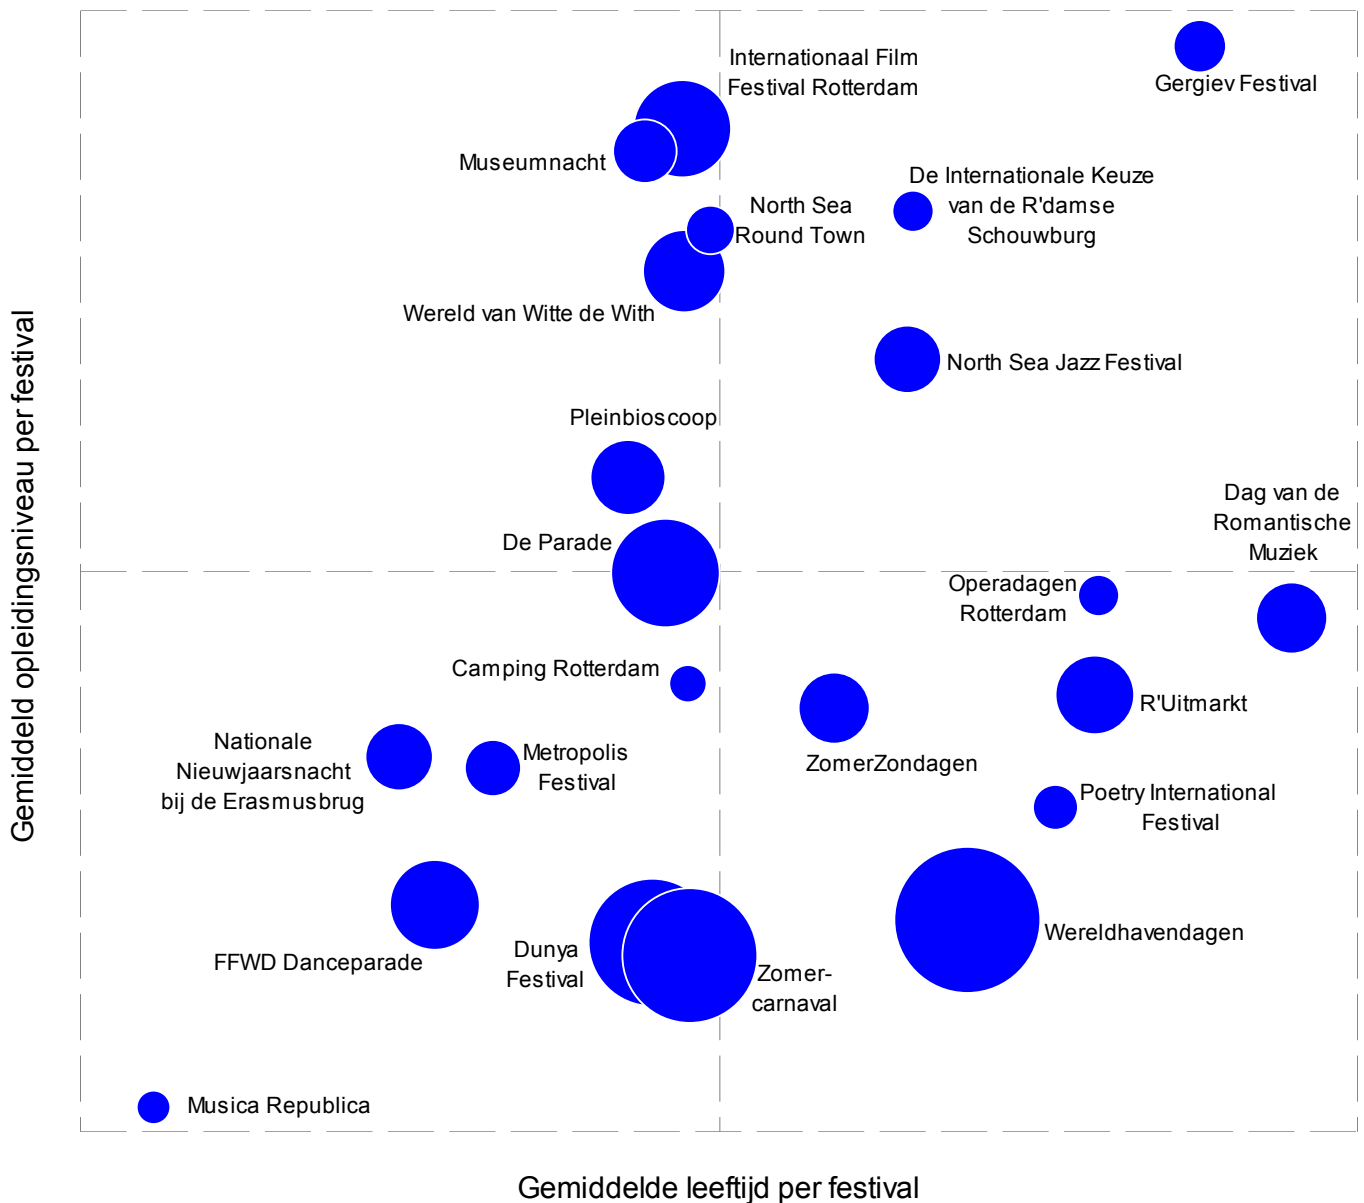 Internationaal Film
Festival Rotterdam
Gergiev Festival
Museumnacht
De Internationale Keuze
van de R'damse
Schouwburg
North Sea
Round Town
Wereld van Witte de With
North Sea Jazz Festival
Pleinbioscoop
Dag van de
Romantische
Muziek
De Parade
Operadagen
Rotterdam
Camping Rotterdam
R'Uitmarkt
Nationale
Nieuwjaarsnacht
bij de Erasmusbrug
Metropolis
Festival
ZomerZondagen
Poetry International
Festival
Wereldhavendagen
FFWD Danceparade
Dunya
Festival
Zomer-
carnaval
Musica Republica
Gemiddeld opleidingsniveau per festival
Gemiddelde leeftijd per festival